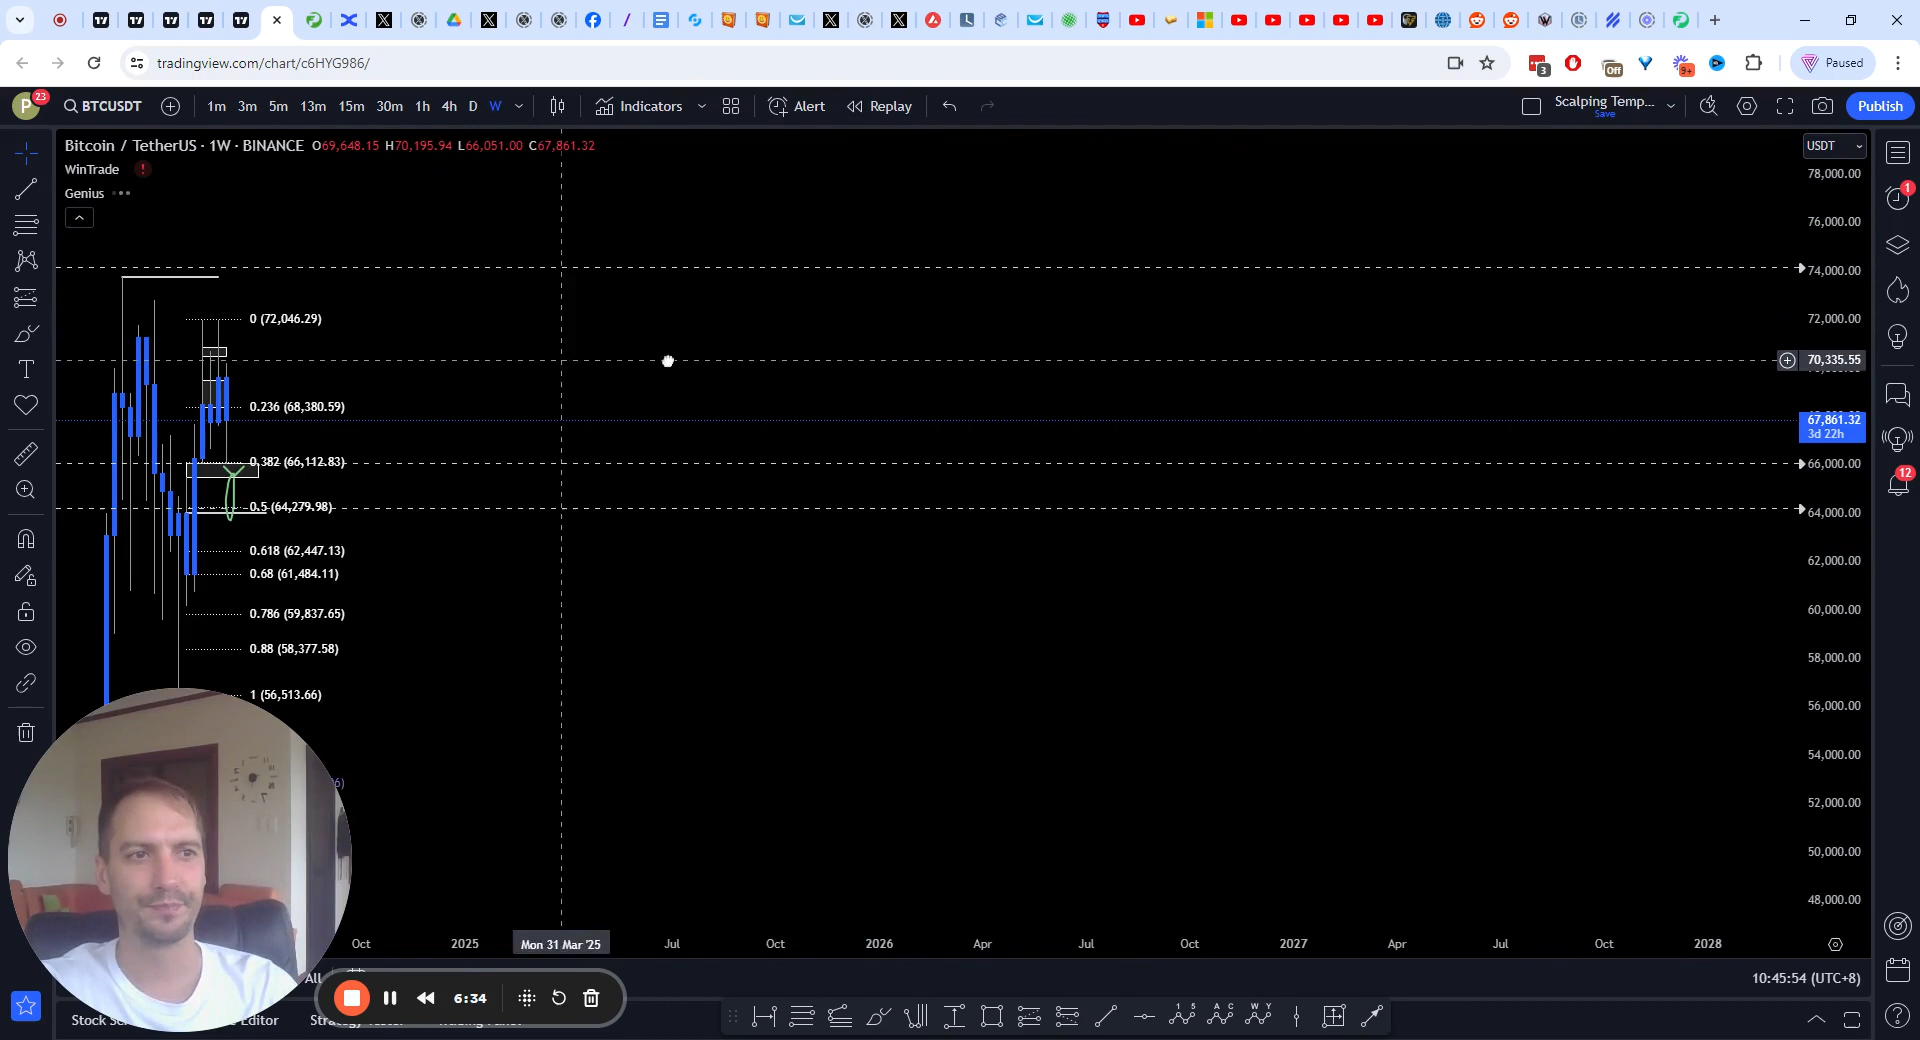 tradingview.com/chart/c6HYG986/
3
Off
9+
Paused
P
23
BTCUSDT
1m 3m 5m 13m 15m 30m 1h 4h D W
Indicators
Alert
Replay
Scalping Temp...
Save
Publish
Bitcoin / TetherUS · 1W · BINANCE O69,648.15 H70,195.94 L66,051.00 C67,861.32
USDT
WinTrade
Genius
78,000.00
76,000.00
74,000.00
72,000.00
70,335.55
67,861.32
3d 22h
66,000.00
64,000.00
62,000.00
60,000.00
58,000.00
56,000.00
54,000.00
52,000.00
50,000.00
48,000.00
0 (72,046.29)
0.236 (68,380.59)
0.382 (66,112.83)
0.5 (64,279.98)
0.618 (62,447.13)
0.68 (61,484.11)
0.786 (59,837.65)
0.88 (58,377.58)
1 (56,513.66)
1
12
Oct 2025 Mon 31 Mar '25 Jul Oct 2026 Apr Jul Oct 2027 Apr Jul Oct 2028
All
10:45:54 (UTC+8)
6:34
Stock
Editor